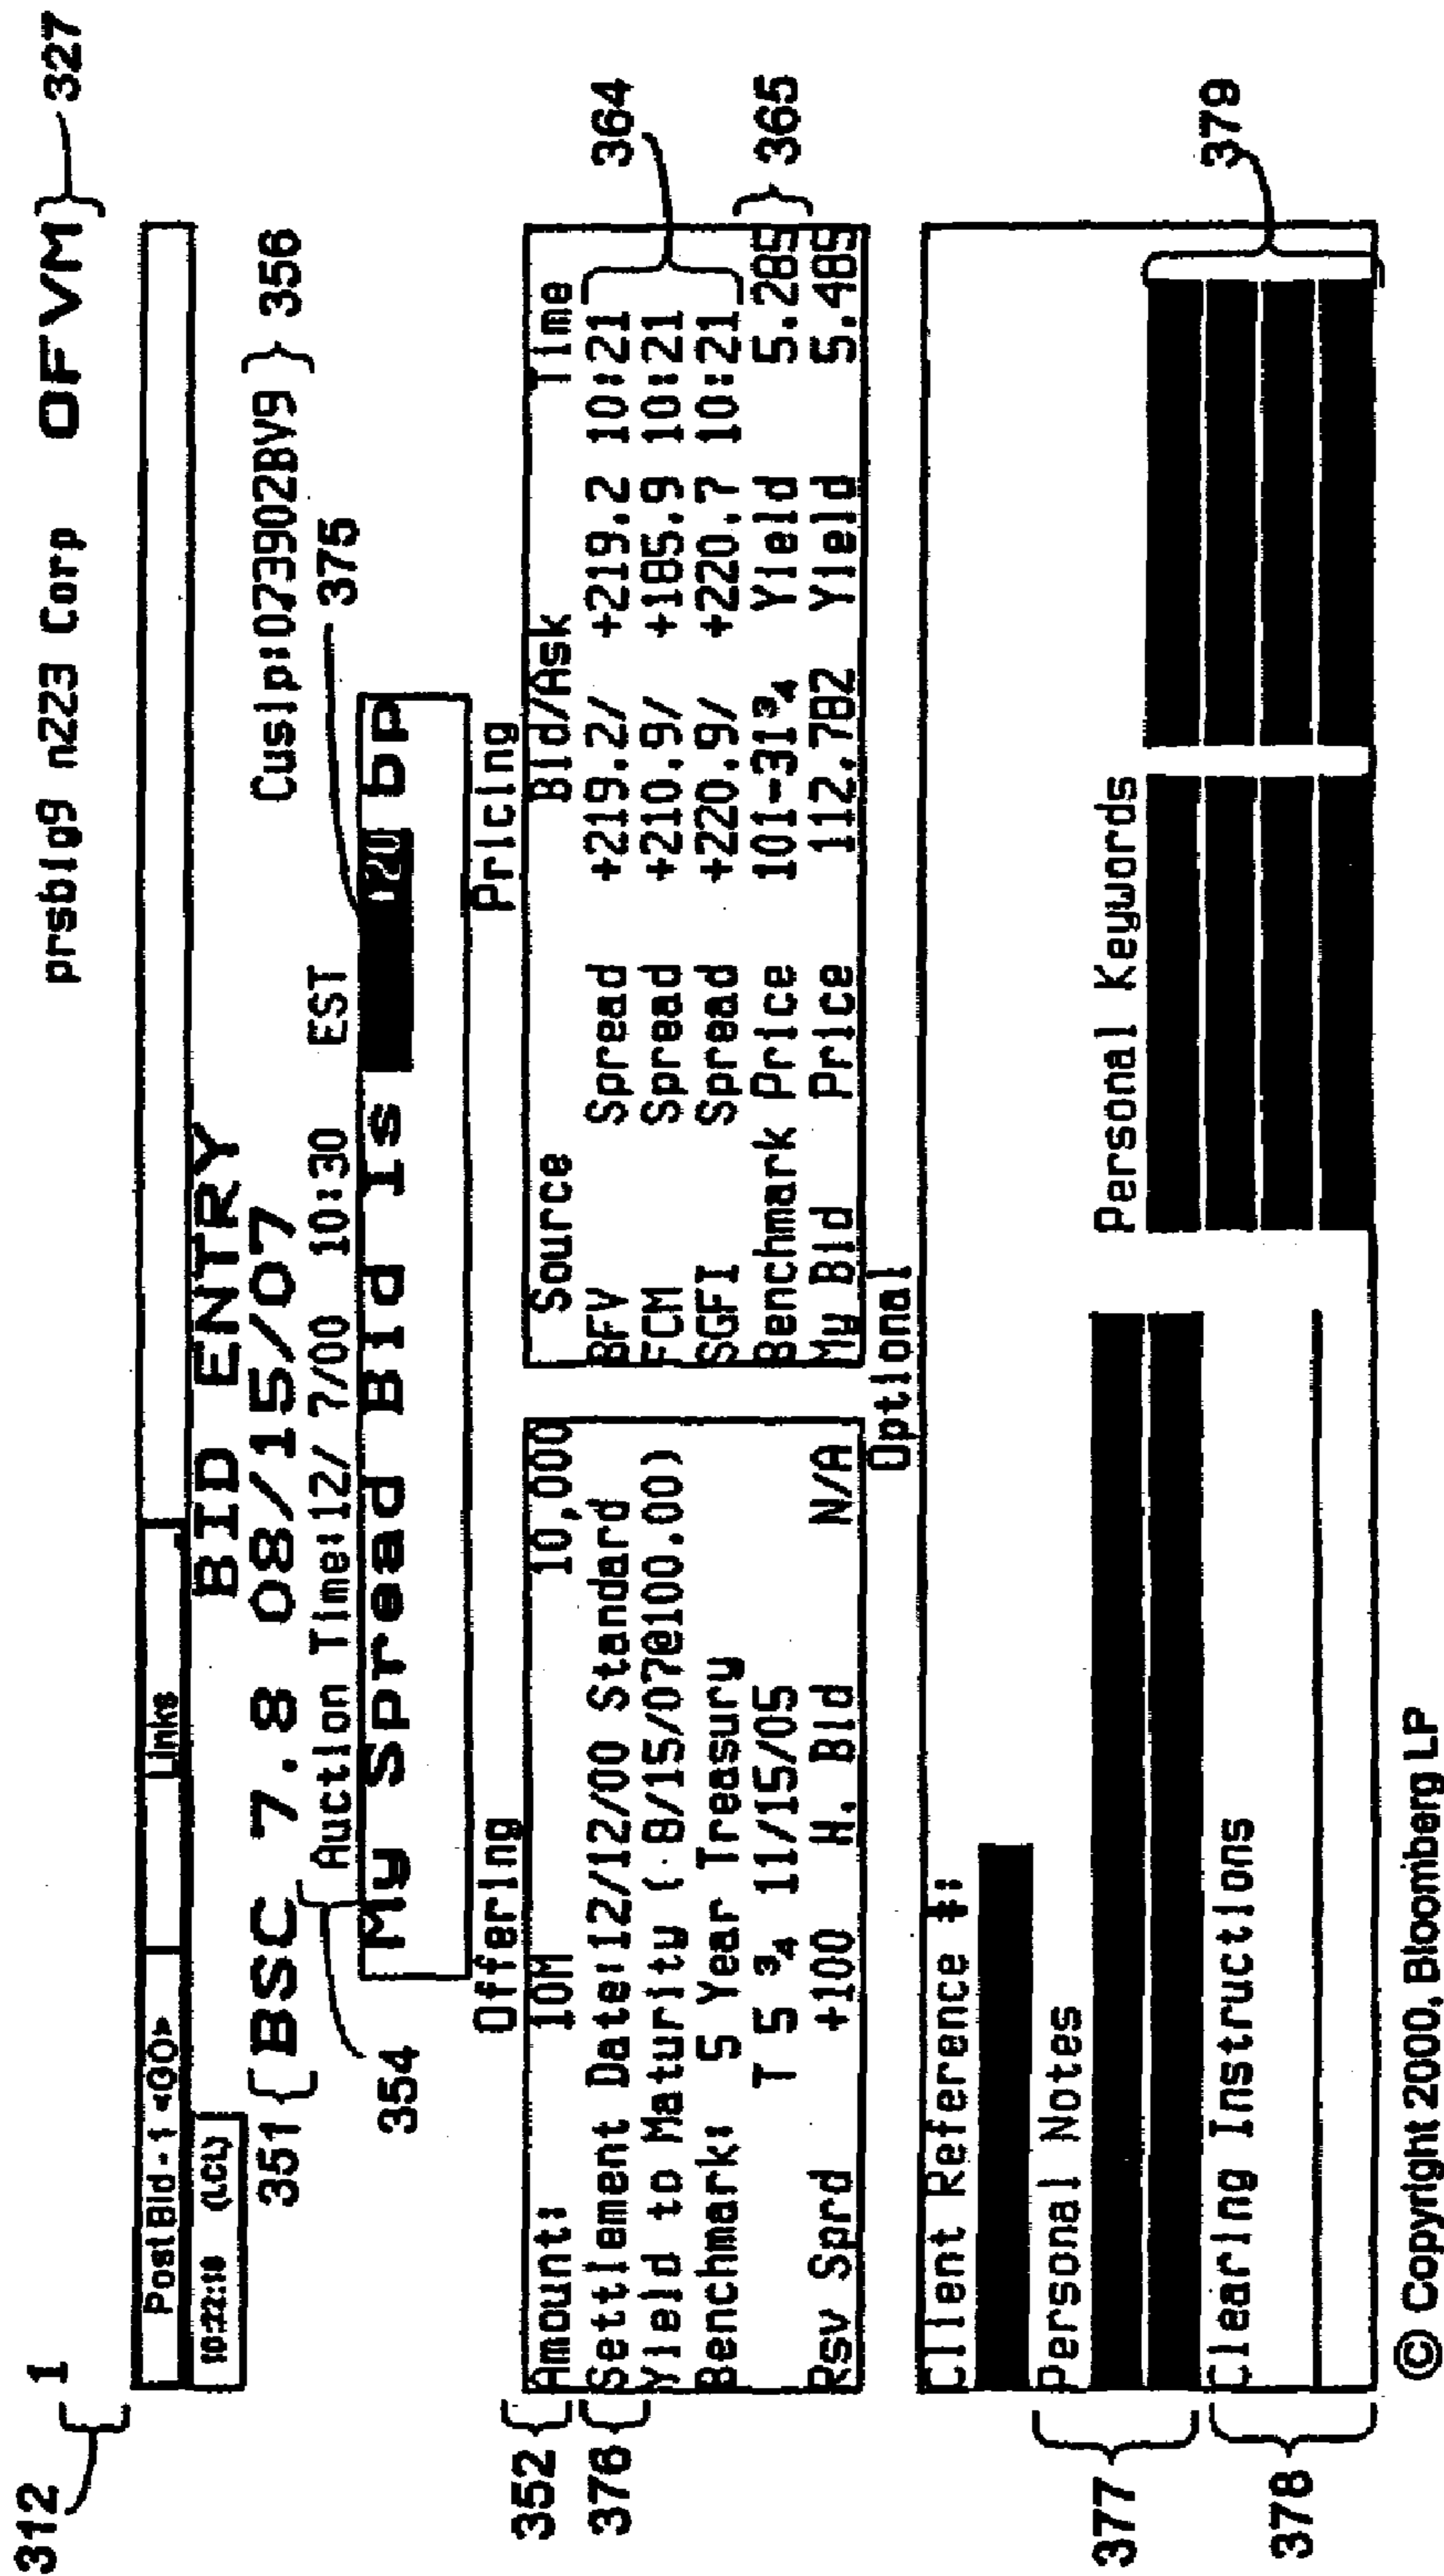 312 1 prsbig9 n223 Corp OFVM } 327
Post Bid - 1 <GO> Links
10:22:18 (LCL) BID ENTRY
351 { BSC 7.8 08/15/07 Cusip:073902BV9 } 356
354 Auction Time:12/ 7/00 10:30 EST 375
My Spread Bid Is 120 bp
Offering Pricing
352 { Amount: 10M 10,000 Source Bid/Ask Time
376 { Settlement Date:12/12/00 Standard BFV Spread +219.2/ +219.2 10:21 364
Yield to Maturity ( 8/15/07@100.00) FCM Spread +210.9/ +185.9 10:21
Benchmark: 5 Year Treasury SGFI Spread +220.9/ +220.7 10:21
T 5 ¾ 11/15/05 Benchmark Price 101-31¾ Yield 5.289 } 365
Rsv Sprd +100 H. Bid N/A My Bid Price 112.782 Yield 5.489
Optional
Client Reference #:
377 Personal Notes Personal Keywords
379
378 Clearing Instructions
© Copyright 2000, Bloomberg LP